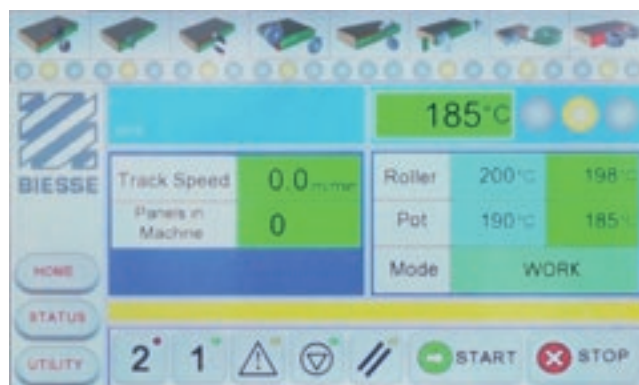 185°C
BIESSE
Track Speed 0.0 m/min
Panels in Machine 0
Roller 200°C 198°C
Pot 190°C 185°C
Mode WORK
HOME
STATUS
UTILITY
2 1 START STOP